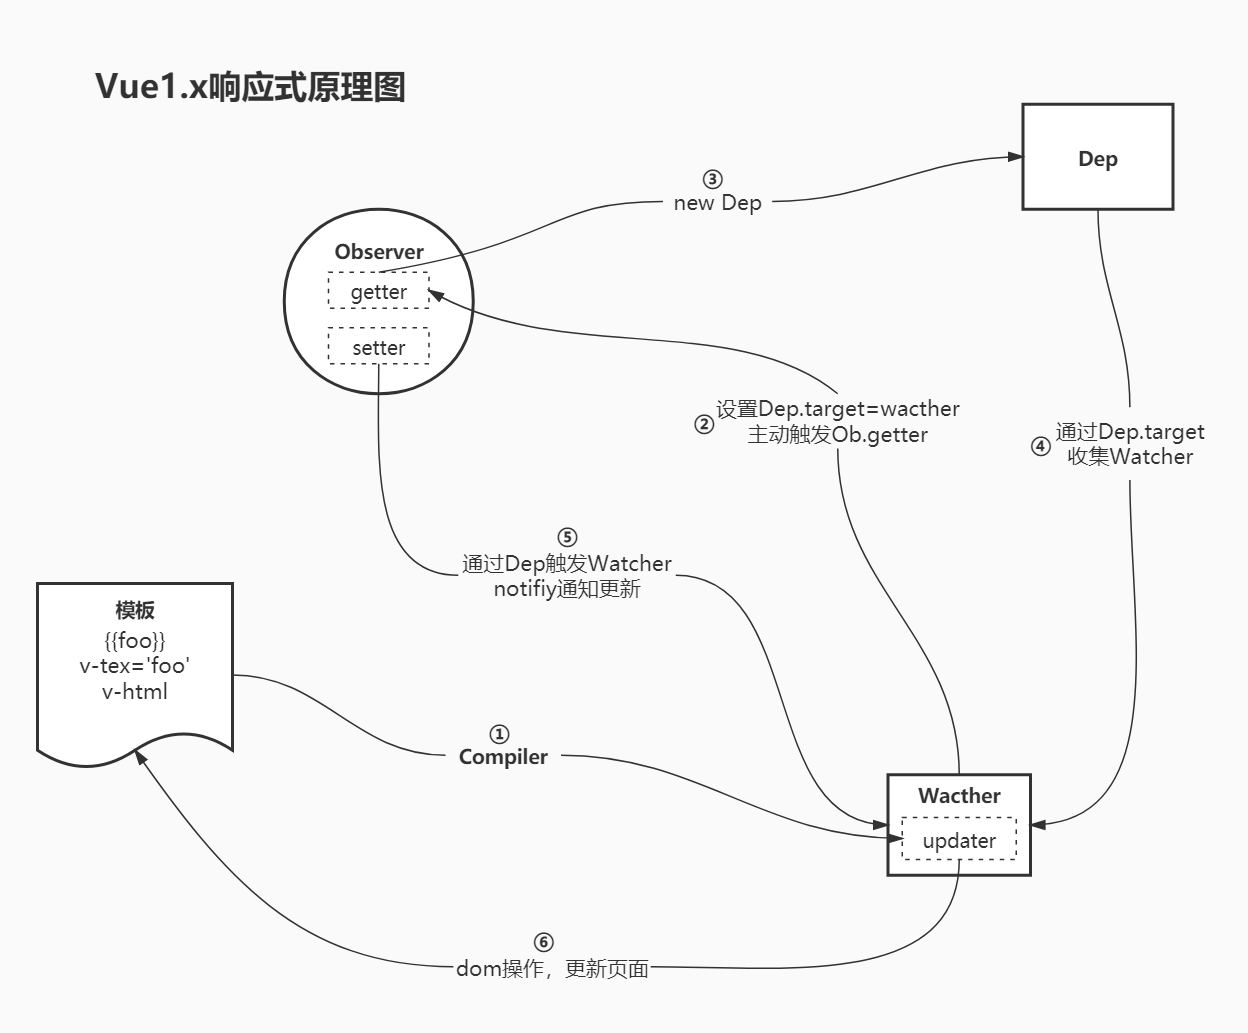 Vue1.x响应式原理图
Dep
③
new Dep
Observer
getter
setter
②
设置Dep.target=wacther
主动触发Ob.getter
④
通过Dep.target
收集Watcher
⑤
通过Dep触发Watcher
notifiy通知更新
模板
{{foo}}
v-tex='foo'
v-html
①
Compiler
Wacther
updater
⑥
dom操作，更新页面